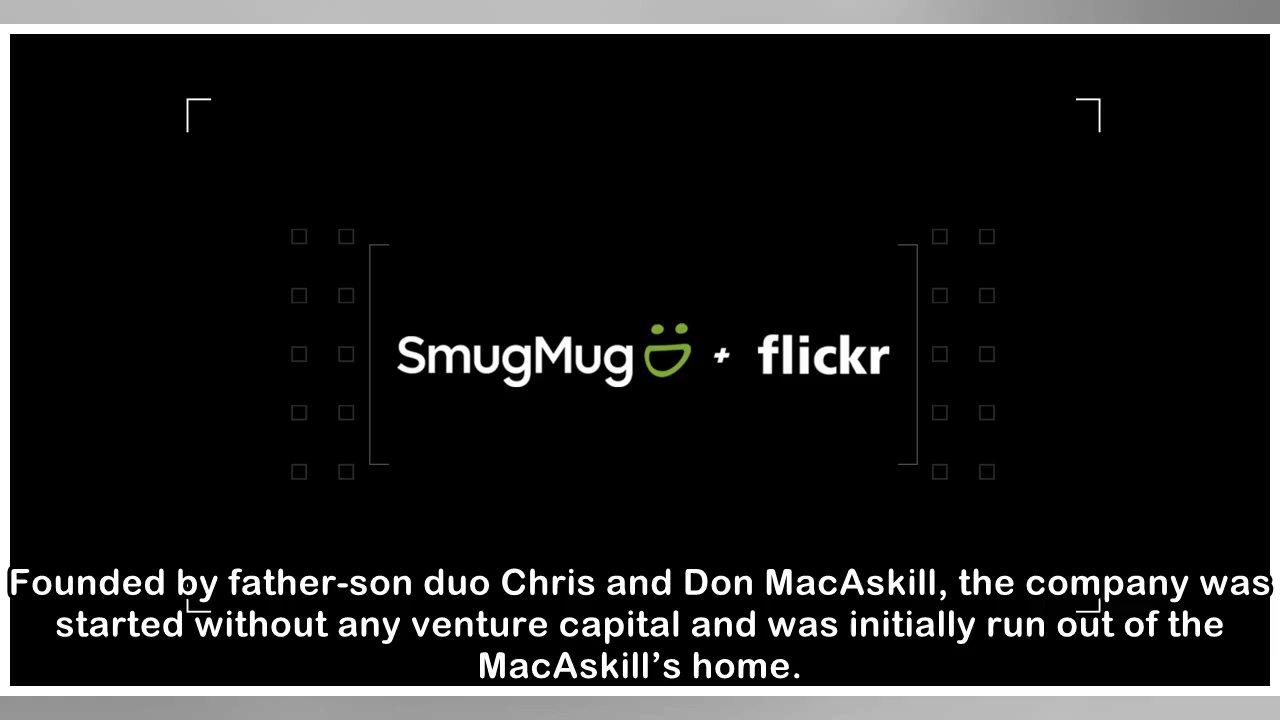 SmugMug + flickr
Founded by father-son duo Chris and Don MacAskill, the company was
started without any venture capital and was initially run out of the
MacAskill’s home.